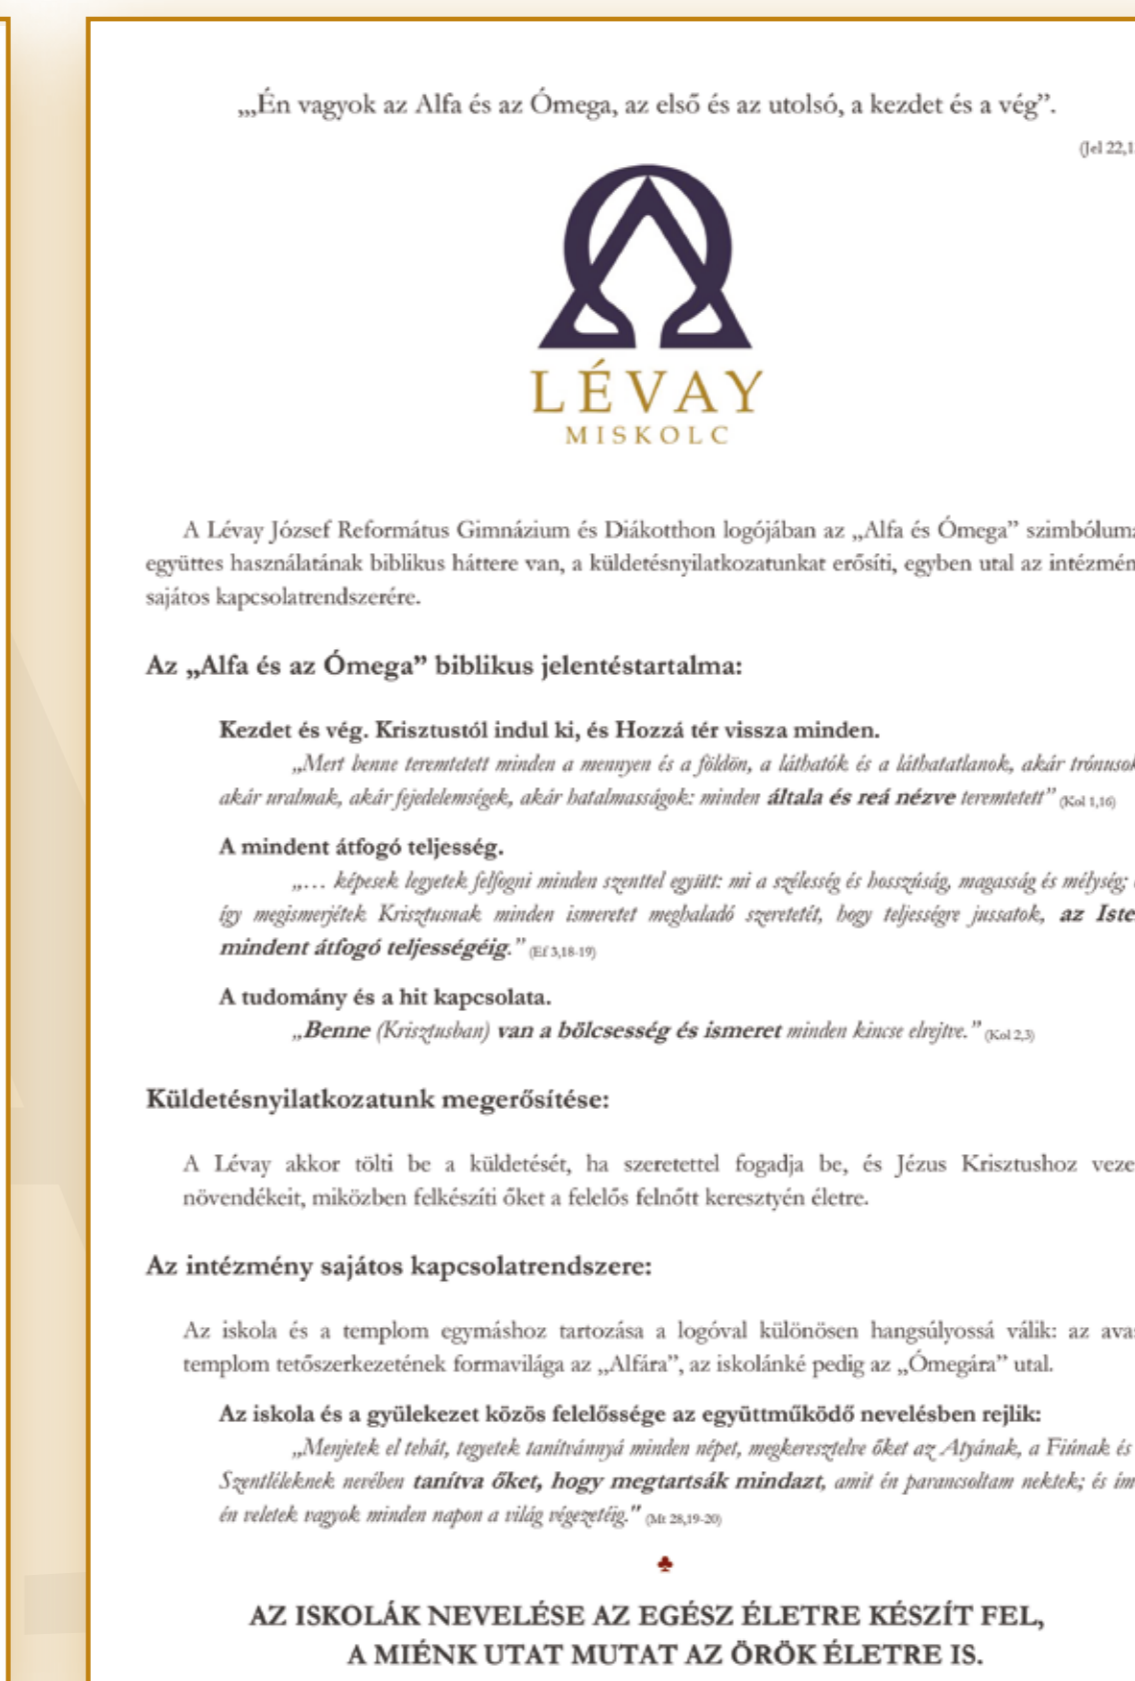 „„Én vagyok az Alfa és az Ómega, az első és az utolsó, a kezdet és a vég”.
(Jel 22,1
LÉVAY
MISKOLC
A Lévay József Református Gimnázium és Diákotthon logójában az „Alfa és Ómega” szimbólum
együttes használatának biblikus háttere van, a küldetésnyilatkozatunkat erősíti, egyben utal az intézmén
sajátos kapcsolatrendszerére.
Az „Alfa és az Ómega” biblikus jelentéstartalma:
Kezdet és vég. Krisztustól indul ki, és Hozzá tér vissza minden.
„Mert benne teremtetett minden a mennyen és a földön, a láthatók és a láthatatlanok, akár trónusok
akár uralmak, akár fejedelemségek, akár hatalmasságok: minden általa és reá nézve teremtetett” (Kol 1,16)
A mindent átfogó teljesség.
„… képesek legyetek felfogni minden szenttel együtt: mi a szélesség és hosszúság, magasság és mélység;
így megismerjétek Krisztusnak minden ismeretet meghaladó szeretetét, hogy teljességre jussatok, az Iste
mindent átfogó teljességéig.” (Ef 3,18-19)
A tudomány és a hit kapcsolata.
„Benne (Krisztusban) van a bölcsesség és ismeret minden kincse elrejtve.” (Kol 2,3)
Küldetésnyilatkozatunk megerősítése:
A Lévay akkor tölti be a küldetését, ha szeretettel fogadja be, és Jézus Krisztushoz veze
növendékeit, miközben felkészíti őket a felelős felnőtt keresztyén életre.
Az intézmény sajátos kapcsolatrendszere:
Az iskola és a templom egymáshoz tartozása a logóval különösen hangsúlyossá válik: az ava
templom tetőszerkezetének formavilága az „Alfára”, az iskolánké pedig az „Ómegára” utal.
Az iskola és a gyülekezet közös felelőssége az együttműködő nevelésben rejlik:
„Menjetek el tehát, tegyetek tanítvánnyá minden népet, megkeresztelve őket az Atyának, a Fiúnak és
Szentléleknek nevében tanítva őket, hogy megtartsák mindazt, amit én parancsoltam nektek; és ím
én veletek vagyok minden napon a világ végezetéig." (Mt 28,19-20)
AZ ISKOLÁK NEVELÉSE AZ EGÉSZ ÉLETRE KÉSZÍT FEL,
A MIÉNK UTAT MUTAT AZ ÖRÖK ÉLETRE IS.